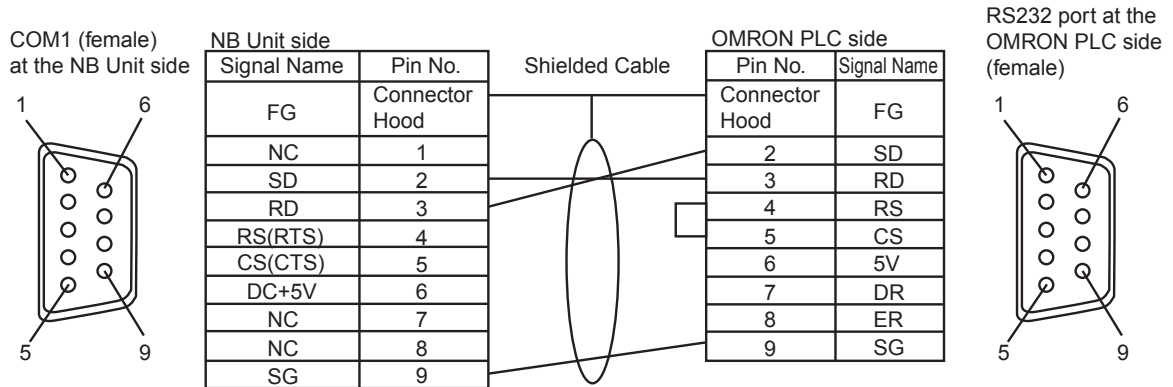 COM1 (female)
at the NB Unit side
1
6
5
9
NB Unit side
Signal Name Pin No.
FG Connector Hood
NC 1
SD 2
RD 3
RS(RTS) 4
CS(CTS) 5
DC+5V 6
NC 7
NC 8
SG 9
Shielded Cable
OMRON PLC side
Pin No. Signal Name
Connector Hood FG
2 SD
3 RD
4 RS
5 CS
6 5V
7 DR
8 ER
9 SG
RS232 port at the
OMRON PLC side
(female)
1
6
5
9